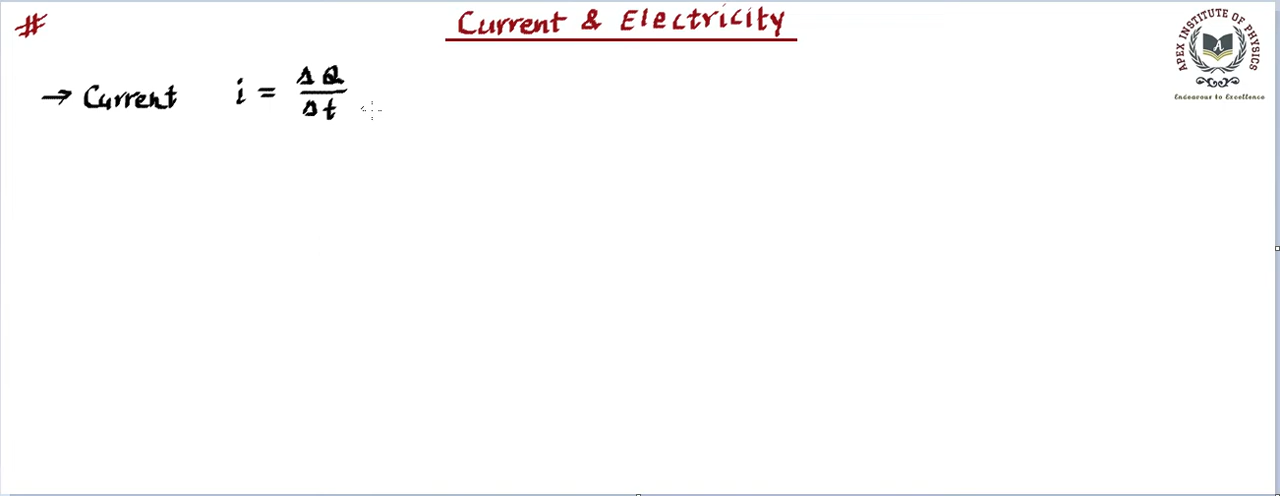 # Current & Electricity
→ Current i = ΔQ/Δt
APEX INSTITUTE OF PHYSICS
A
Endeavour to Excellence